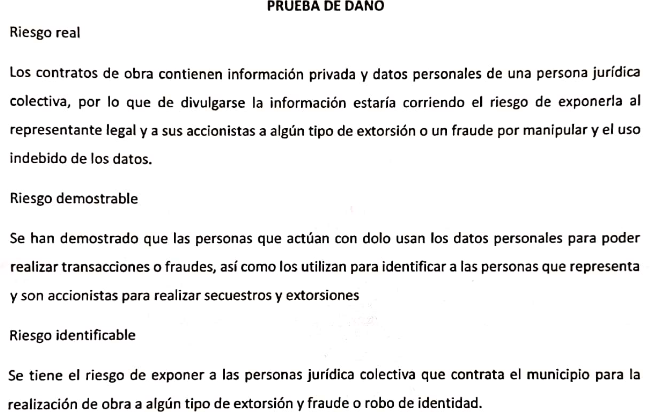 PRUEBA DE DAÑO
Riesgo real
Los contratos de obra contienen información privada y datos personales de una persona jurídica
colectiva, por lo que de divulgarse la información estaría corriendo el riesgo de exponerla al
representante legal y a sus accionistas a algún tipo de extorsión o un fraude por manipular y el uso
indebido de los datos.
Riesgo demostrable
Se han demostrado que las personas que actúan con dolo usan los datos personales para poder
realizar transacciones o fraudes, así como los utilizan para identificar a las personas que representa
y son accionistas para realizar secuestros y extorsiones
Riesgo identificable
Se tiene el riesgo de exponer a las personas jurídica colectiva que contrata el municipio para la
realización de obra a algún tipo de extorsión y fraude o robo de identidad.